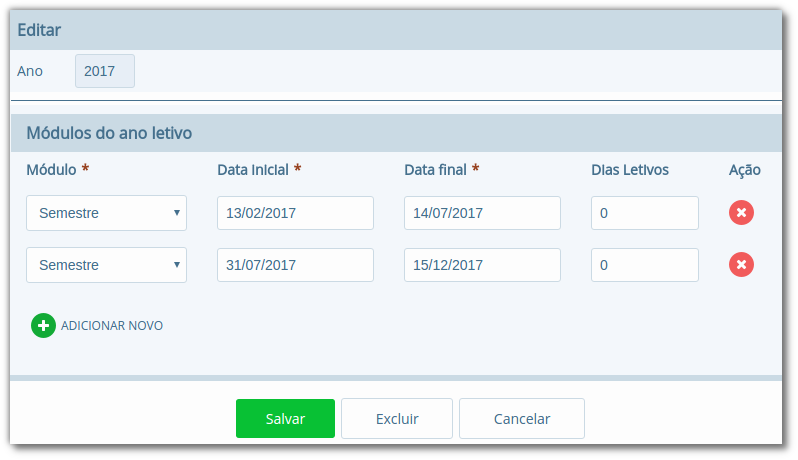 Editar
Ano 2017
Módulos do ano letivo
Módulo * Data inicial * Data final * Dias Letivos Ação
Semestre 13/02/2017 14/07/2017 0
Semestre 31/07/2017 15/12/2017 0
ADICIONAR NOVO
Salvar Excluir Cancelar